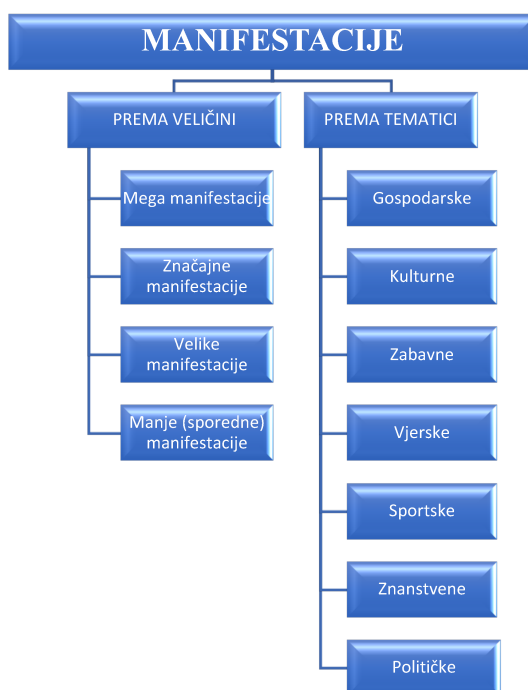 MANIFESTACIJE
PREMA VELIČINI
Mega manifestacije
Značajne
manifestacije
Velike
manifestacije
Manje (sporedne)
manifestacije
PREMA TEMATICI
Gospodarske
Kulturne
Zabavne
Vjerske
Sportske
Znanstvene
Političke